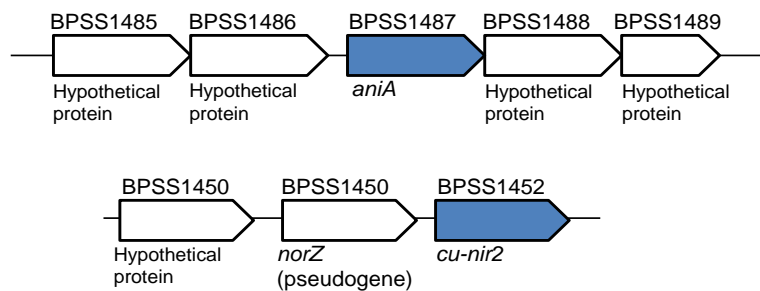 BPSS1485 BPSS1486 BPSS1487 BPSS1488 BPSS1489
Hypothetical Hypothetical aniA Hypothetical Hypothetical
protein protein protein protein
BPSS1450 BPSS1450 BPSS1452
Hypothetical norZ cu-nir2
protein (pseudogene)